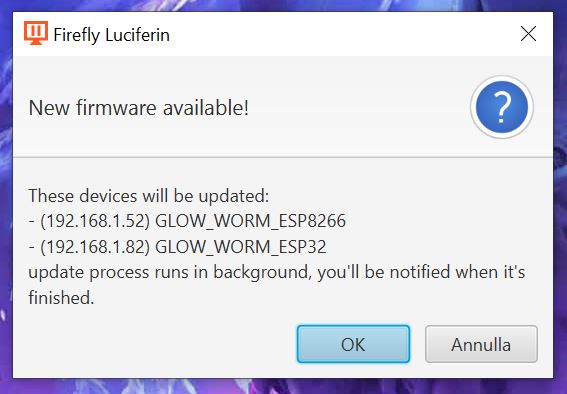 Firefly Luciferin
New firmware available!
?
These devices will be updated:
- (192.168.1.52) GLOW_WORM_ESP8266
- (192.168.1.82) GLOW_WORM_ESP32
update process runs in background, you'll be notified when it's
finished.
OK
Annulla